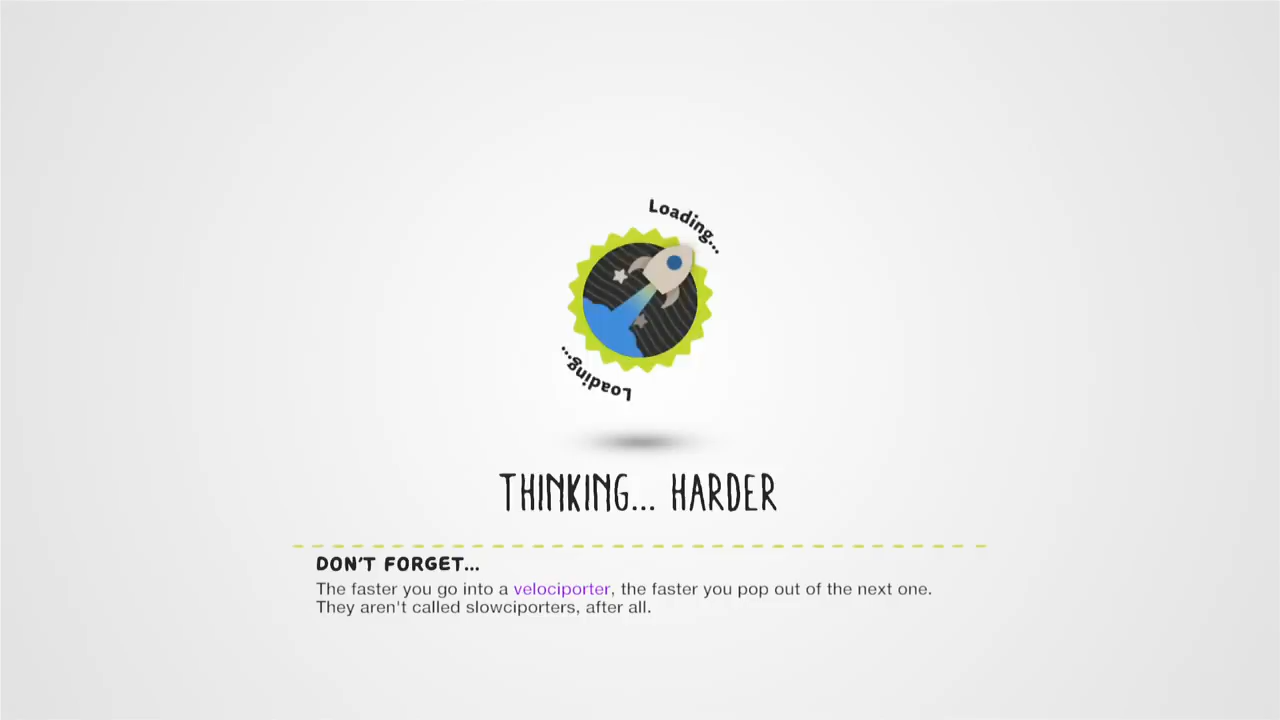 Loading...
Loading...
THINKING... HARDER
DON'T FORGET...
The faster you go into a velociporter, the faster you pop out of the next one.
They aren't called slowciporters, after all.